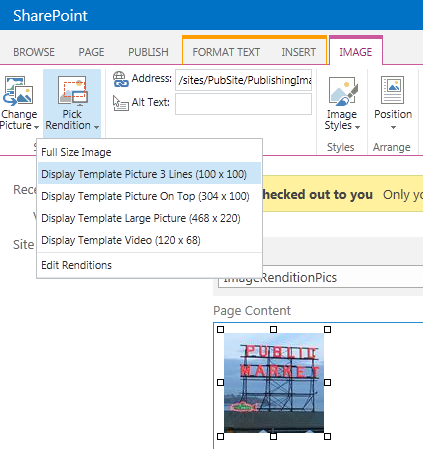 SharePoint
BROWSE PAGE PUBLISH FORMAT TEXT INSERT IMAGE
Change Picture
Pick Rendition
Address: /sites/PubSite/PublishingIma
Alt Text:
Image Styles
Position
Styles
Arrange
Full Size Image
Display Template Picture 3 Lines (100 x 100)
Display Template Picture On Top (304 x 100)
Display Template Large Picture (468 x 220)
Display Template Video (120 x 68)
Edit Renditions
S
Rece
V
Site
hecked out to you Only yo
ImageRenditionPics
Page Content
PUBLIC
MARKET